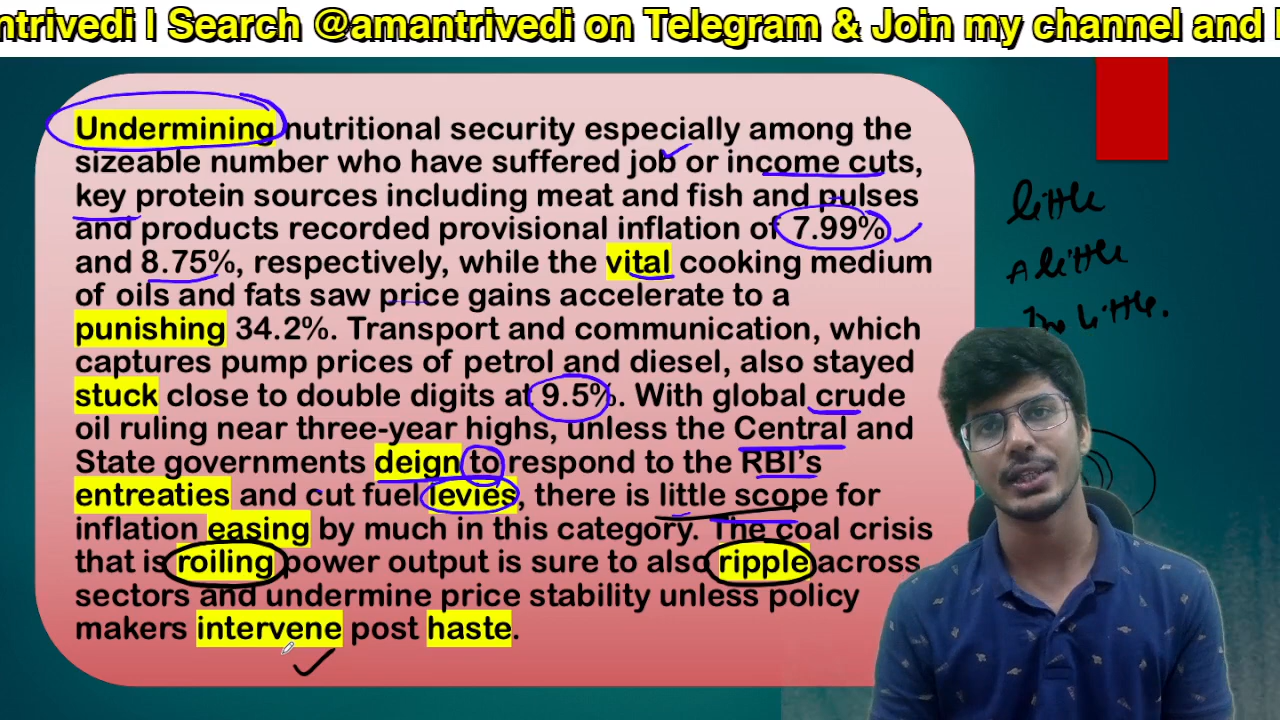 ntrivedi | Search @amantrivedi on Telegram & Join my channel and
Undermining nutritional security especially among the
sizeable number who have suffered job or income cuts,
key protein sources including meat and fish and pulses
and products recorded provisional inflation of 7.99%
and 8.75%, respectively, while the vital cooking medium
of oils and fats saw price gains accelerate to a
punishing 34.2%. Transport and communication, which
captures pump prices of petrol and diesel, also stayed
stuck close to double digits at 9.5%. With global crude
oil ruling near three-year highs, unless the Central and
State governments deign to respond to the RBI's
entreaties and cut fuel levies, there is little scope for
inflation easing by much in this category. The coal crisis
that is roiling power output is sure to also ripple across
sectors and undermine price stability unless policy
makers intervene post haste.
little
A little
little.